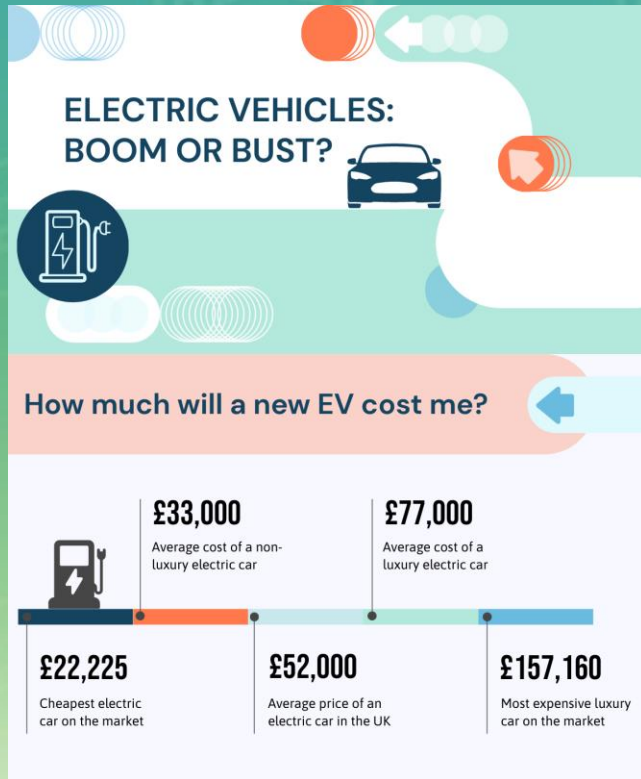 ELECTRIC VEHICLES:
BOOM OR BUST?
How much will a new EV cost me?
£33,000
Average cost of a non-
luxury electric car
£77,000
Average cost of a
luxury electric car
£22,225
Cheapest electric
car on the market
£52,000
Average price of an
electric car in the UK
£157,160
Most expensive luxury
car on the market